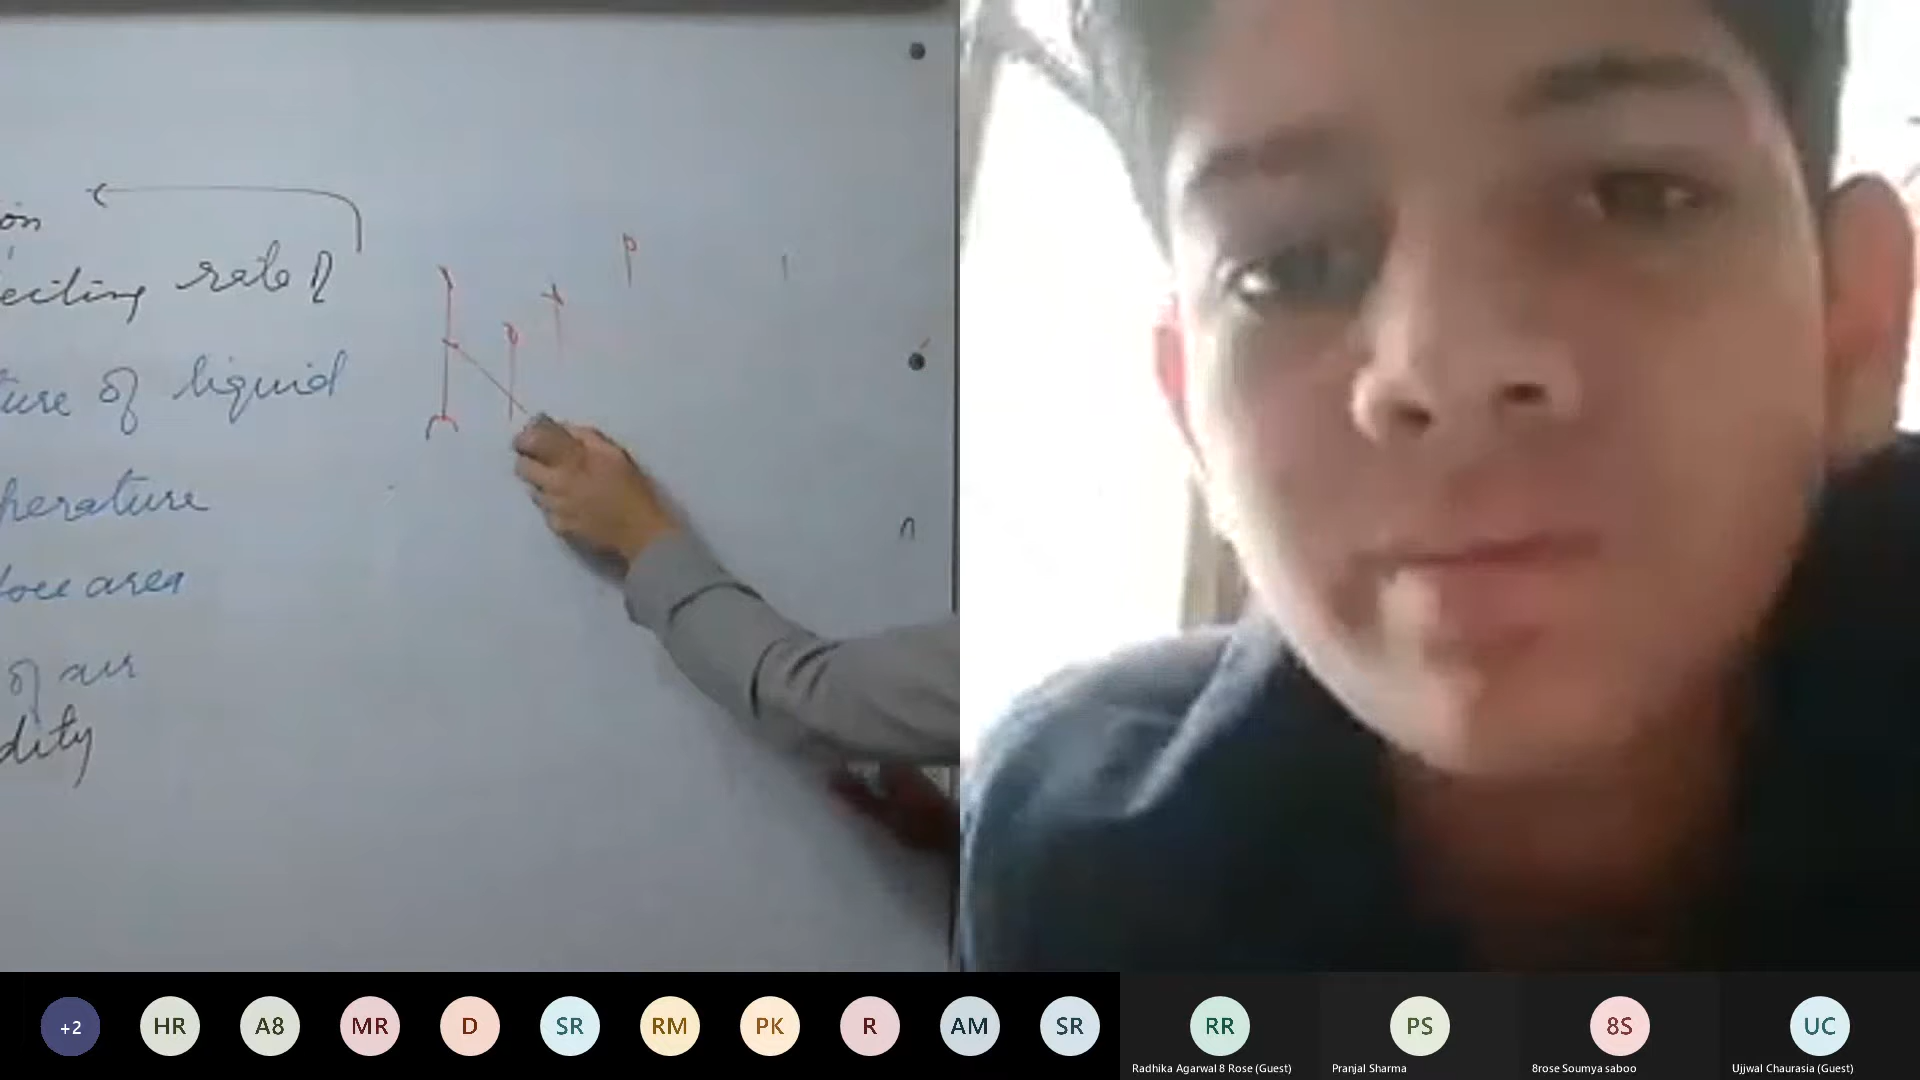 on
ecting rate
ture of liquid
perature
face area
of air
dity
+2
HR
A8
MR
D
SR
RM
PK
R
AM
SR
RR
PS
8S
UC
Radhika Agarwal 8 Rose (Guest)
Pranjal Sharma
8rose Soumya saboo
Ujjwal Chaurasia (Guest)